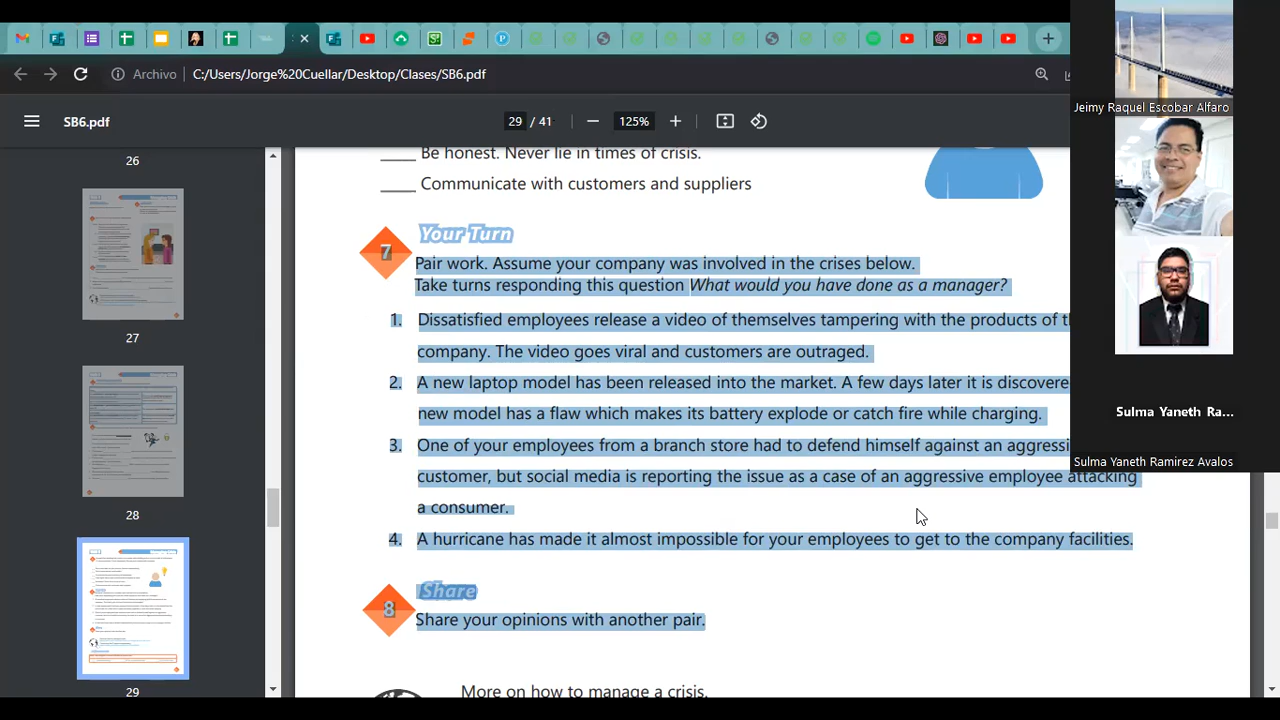 Archivo
C:/Users/Jorge%20Cuellar/Desktop/Clases/SB6.pdf
SB6.pdf
29 / 41
125%
26
27
28
29
____ Be honest. Never lie in times of crisis.
____ Communicate with customers and suppliers
7 Your Turn
Pair work. Assume your company was involved in the crises below.
Take turns responding this question What would you have done as a manager?
1. Dissatisfied employees release a video of themselves tampering with the products of
company. The video goes viral and customers are outraged.
2. A new laptop model has been released into the market. A few days later it is
new model has a flaw which makes its battery explode or catch fire while charging.
3. One of your employees from a branch store had to defend himself against an
customer, but social media is reporting the issue as a case of an aggressive employee attacking
a consumer.
4. A hurricane has made it almost impossible for your employees to get to the company facilities.
8 Share
Share your opinions with another pair.
More on how to manage a crisis.
Jeimy Raquel Escobar Alfaro
Sulma Yaneth Ra...
Sulma Yaneth Ramirez Avalos